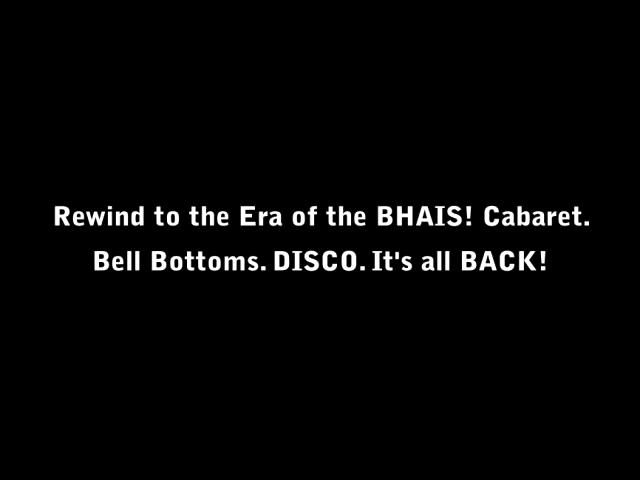 Rewind to the Era of the BHAIS! Cabaret.
Bell Bottoms. DISCO. It's all BACK!